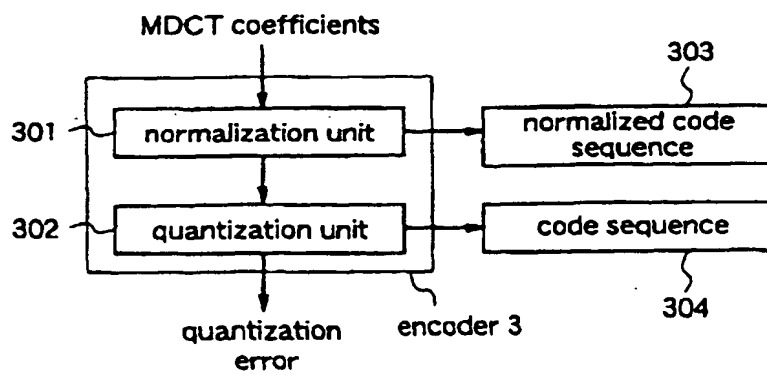 MDCT coefficients
303
301
normalization unit
normalized code
sequence
302
quantization unit
code sequence
304
encoder 3
quantization
error